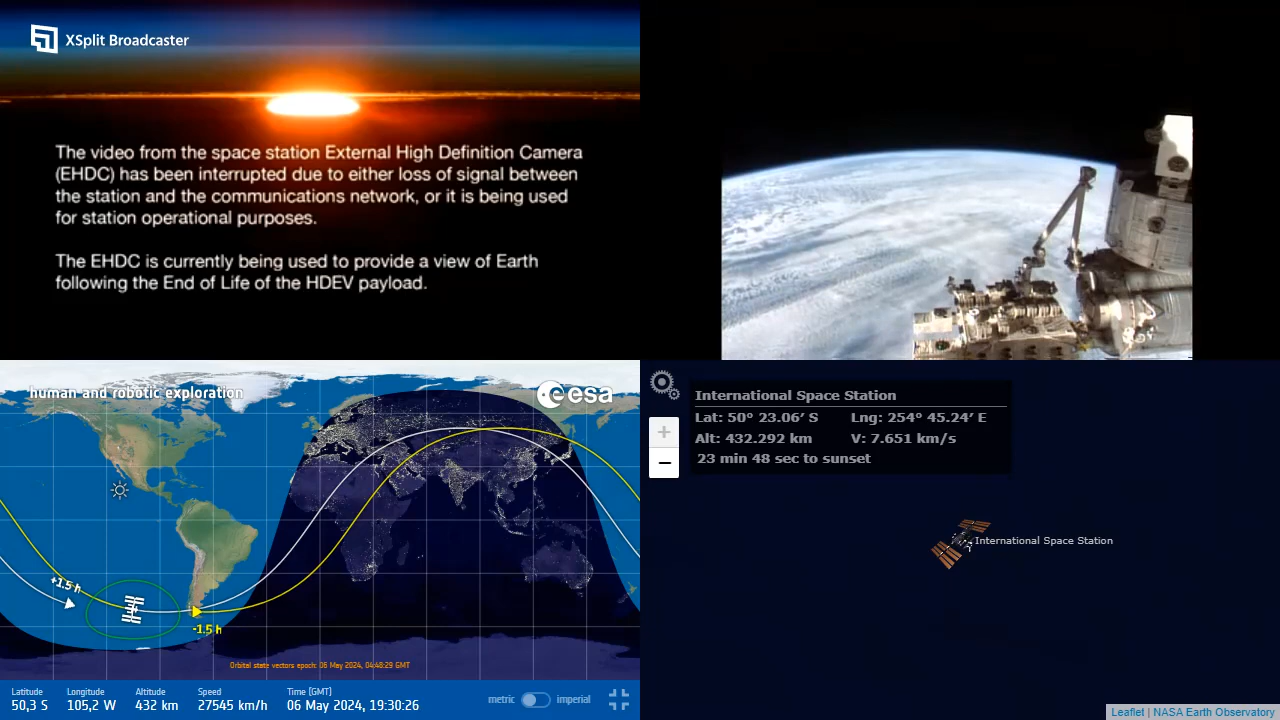 XSplit Broadcaster
The video from the space station External High Definition Camera
(EHDC) has been interrupted due to either loss of signal between
the station and the communications network, or it is being used
for station operational purposes.
The EHDC is currently being used to provide a view of Earth
following the End of Life of the HDEV payload.
human and robotic exploration
esa
+1.5 h
-1.5 h
Orbital state vectors epoch: 06 May 2024, 04:48:29 GMT
Latitude
50,3 S
Longitude
105,2 W
Altitude
432 km
Speed
27545 km/h
Time [GMT]
06 May 2024, 19:30:26
metric
imperial
International Space Station
Lat: 50° 23.06′ S
Lng: 254° 45.24′ E
Alt: 432.292 km
V: 7.651 km/s
23 min 48 sec to sunset
+
−
International Space Station
Leaflet | NASA Earth Observatory